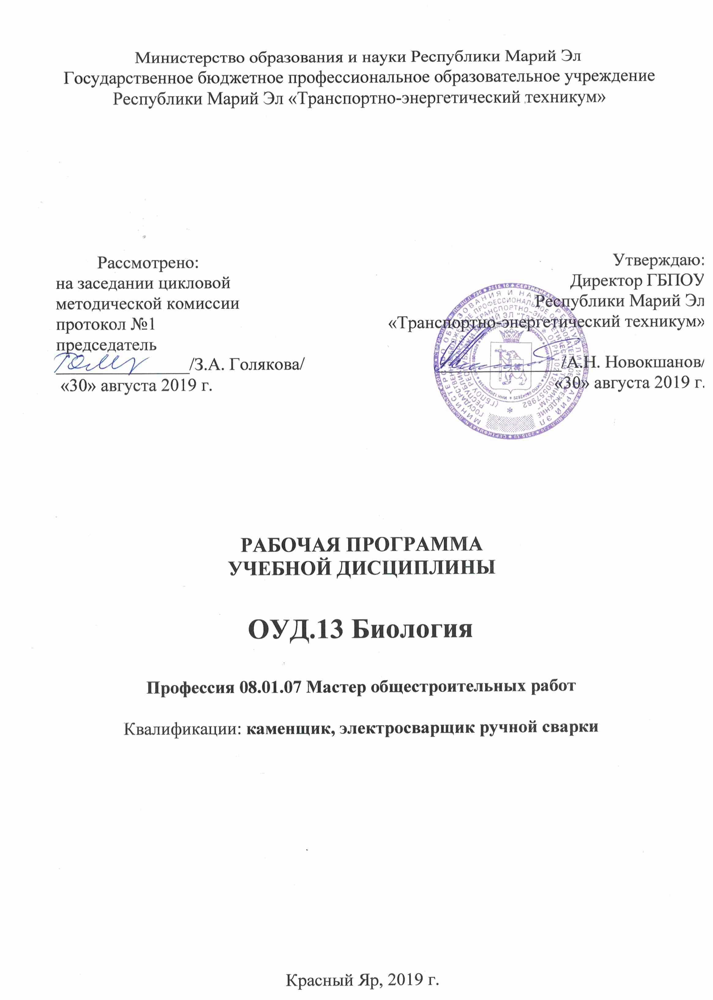 Министерство образования и науки Республики Марий Эл
Государственное бюджетное профессиональное образовательное учреждение
Республики Марий Эл «Транспортно-энергетический техникум»
Рассмотрено:
на заседании цикловой
методической комиссии
протокол №1
председатель
/З.А. Голякова/
«30» августа 2019 г.
Утверждаю:
Директор ГБПОУ
Республики Марий Эл
«Транспортно-энергетический техникум»
/А.Н. Новокшанов/
«30» августа 2019 г.
РАБОЧАЯ ПРОГРАММА
УЧЕБНОЙ ДИСЦИПЛИНЫ
ОУД.13 Биология
Профессия 08.01.07 Мастер общестроительных работ
Квалификации: каменщик, электросварщик ручной сварки
Красный Яр, 2019 г.